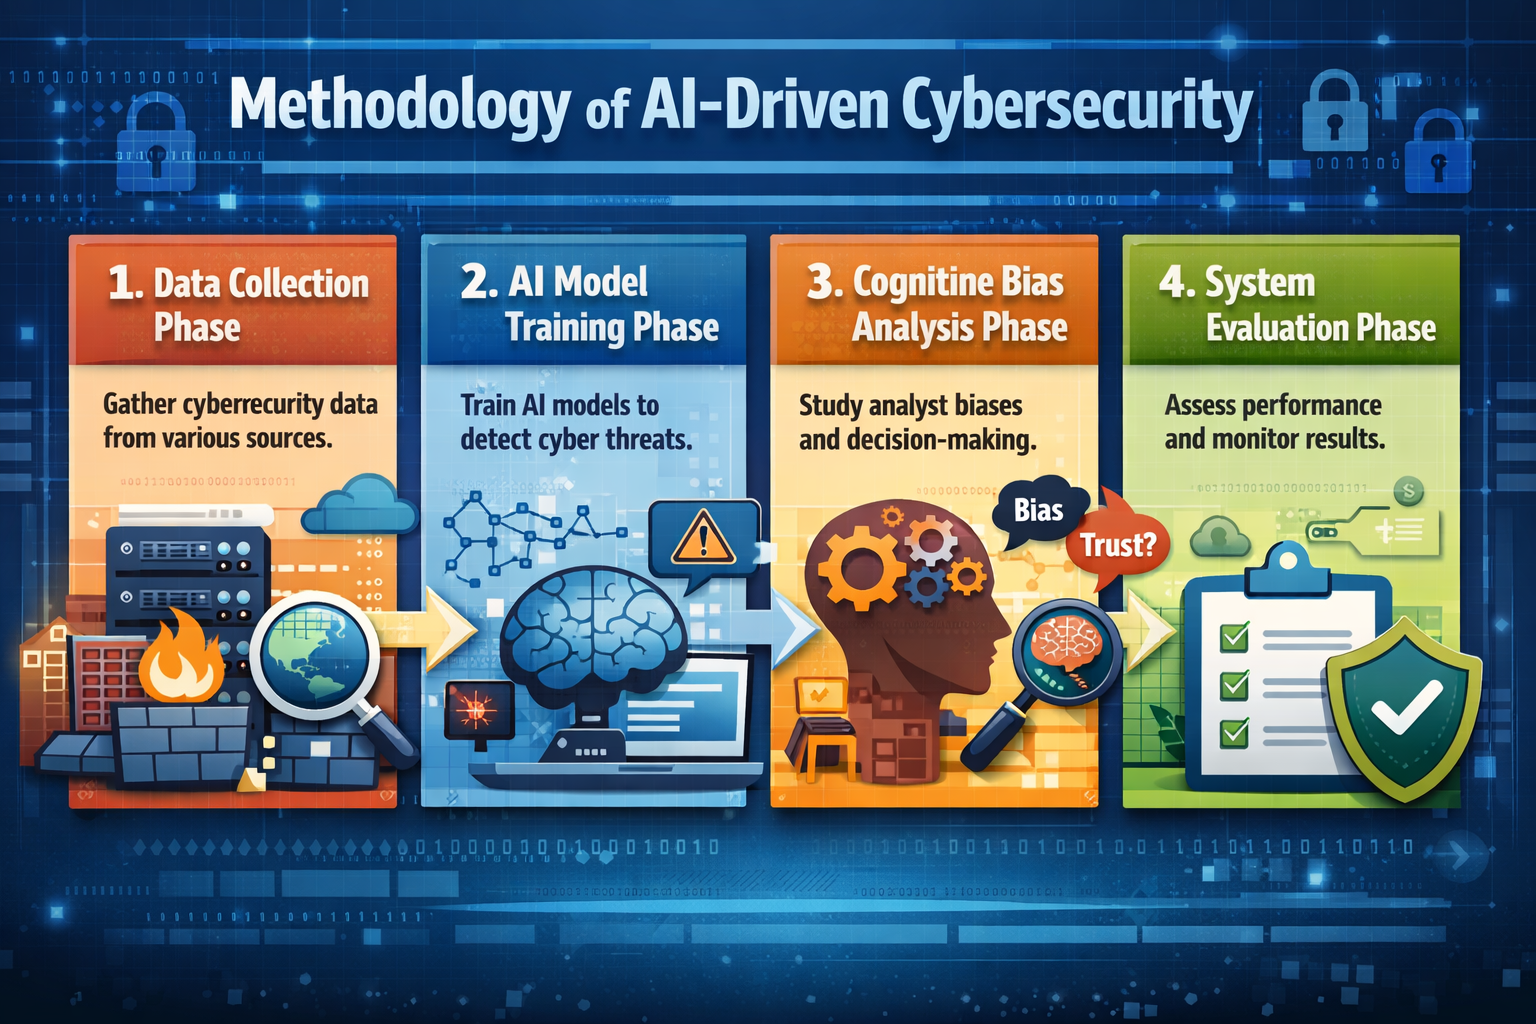 Methodology of AI-Driven Cybersecurity
1. Data Collection
Phase
Gather cyberrecurity data
from various sources.
2. AI Model
Training Phase
Train AI models to
detect cyber threats.
3. Cognitine Bias
Analysis Phase
Study analyst biases
and decision-making.
Bias
Trust?
4. System
Evaluation Phase
Assess performance
and monitor results.
$